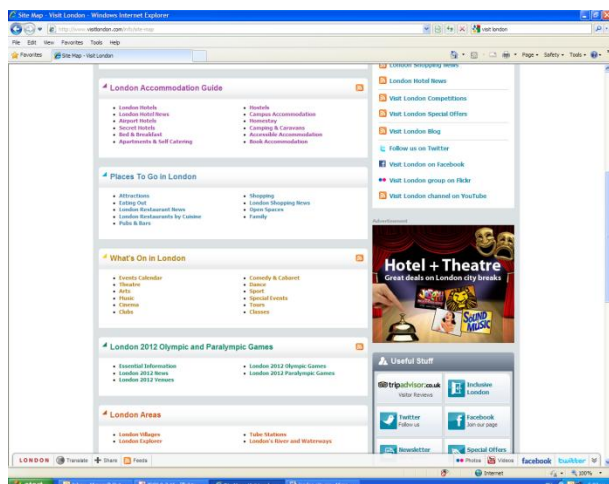 Site Map - Visit London - Windows Internet Explorer
http://www.visitlondon.com/info/site-map
visit london
File Edit View Favorites Tools Help
Favorites
Site Map - Visit London
Page Safety Tools
London Accommodation Guide
London Hotels
London Hotel News
Airport Hotels
Secret Hotels
Bed & Breakfast
Apartments & Self Catering
Hostels
Campus Accommodation
Homestay
Camping & Caravans
Accessible Accommodation
Book Accommodation
Places To Go in London
Attractions
Eating Out
London Restaurant News
London Restaurants by Cuisine
Pubs & Bars
Shopping
London Shopping News
Open Spaces
Family
What's On in London
Events Calendar
Theatre
Arts
Music
Cinema
Clubs
Comedy & Cabaret
Dance
Sport
Special Events
Tours
Classes
London 2012 Olympic and Paralympic Games
Essential Information
London 2012 News
London 2012 Venues
London 2012 Olympic Games
London 2012 Paralympic Games
London Areas
London Villages
London Explorer
Tube Stations
London's River and Waterways
London Shopping News
London Hotel News
Visit London Competitions
Visit London Special Offers
Visit London Blog
Follow us on Twitter
Visit London on Facebook
Visit London group on Flickr
Visit London channel on YouTube
Advertisement
Hotel + Theatre
Great deals on London city breaks
SOUND
MUSIC
Useful Stuff
tripadvisor.co.uk
Visitor Reviews
Inclusive
London
Twitter
Follow us
Facebook
Join our page
Newsletter
Special Offers
LONDON Translate Share Feeds
Photos Videos facebook twitter
Internet
100%